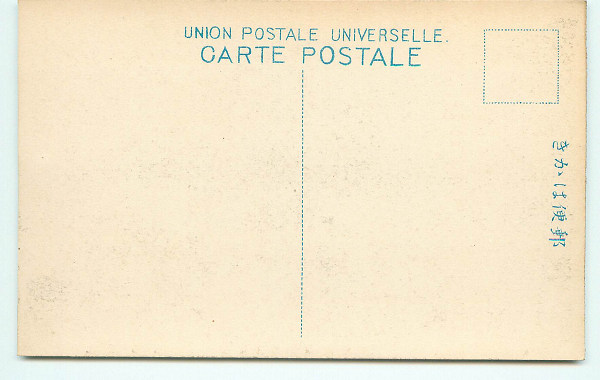 UNION POSTALE UNIVERSELLE.
CARTE POSTALE
きかは便郵